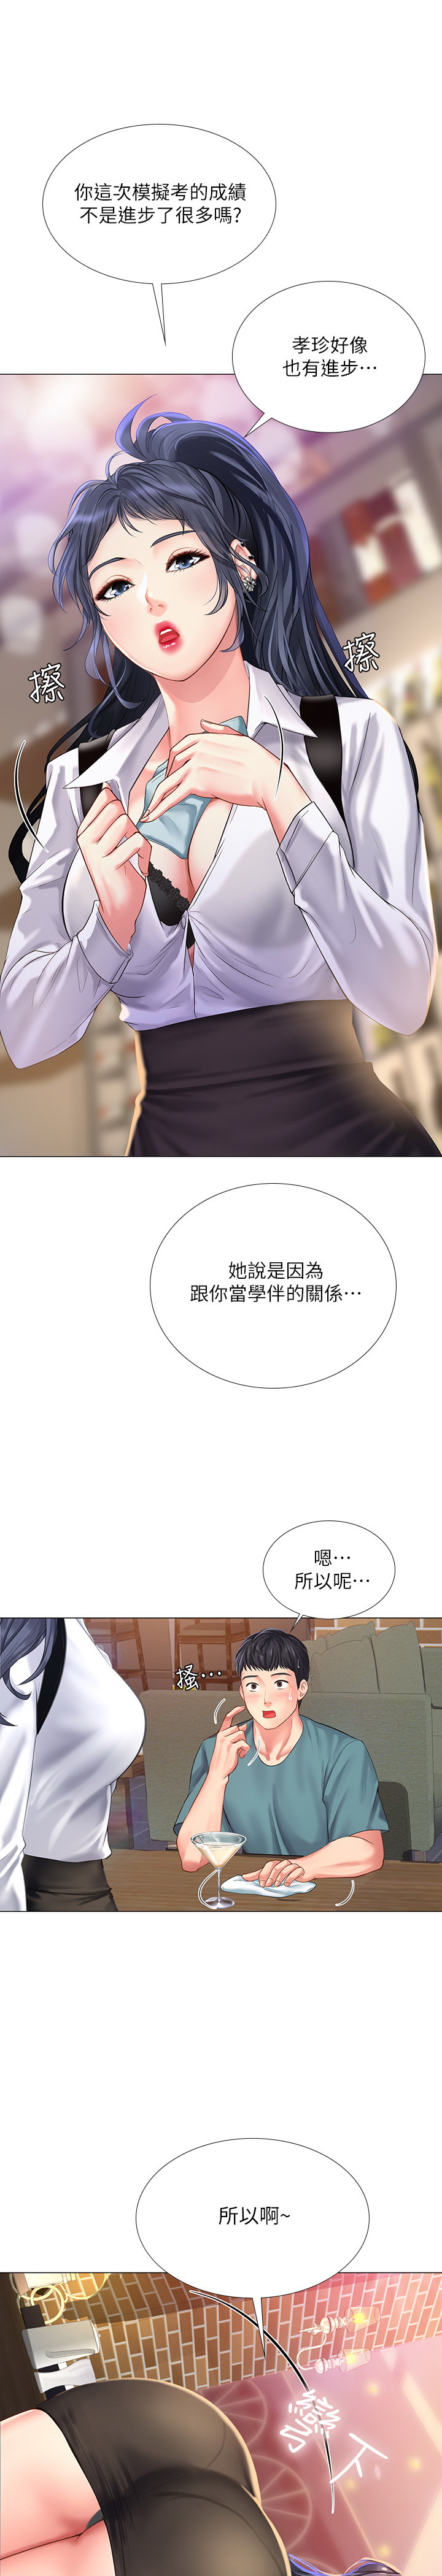 你這次模擬考的成績
不是進步了很多嗎?
孝珍好像
也有進步⋯
擦
擦
她說是因為
跟你當學伴的關係⋯
嗯⋯
所以呢⋯
搔⋯
所以啊~
彎下